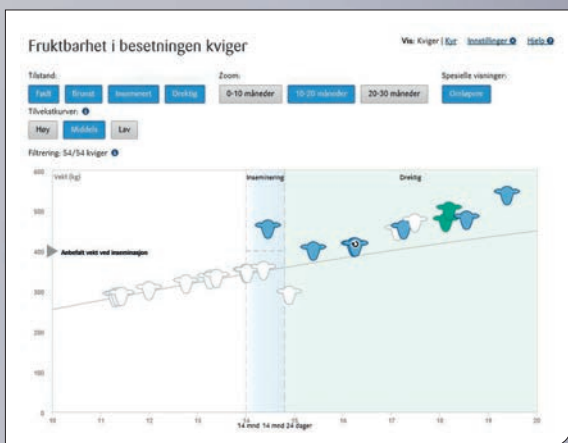 Fruktbarhet i besetningen kviger
Vis: Kviger | Kyr Innstillinger Hjelp
Tilstand:
Født Brunst Inseminert Drektig
Zoom:
0-10 måneder 10-20 måneder 20-30 måneder
Spesielle visninger:
Omløpere
Tilvekstkurver:
Høy Middels Lav
Filtrering: 54/54 kviger
Vekt (kg)
Inseminering
Drektig
600
500
400
300
200
100
0
Anbefalt vekt ved inseminasjon
10 11 12 13 14 15 16 17 18 19 20
14 mnd 14 mnd 24 dager